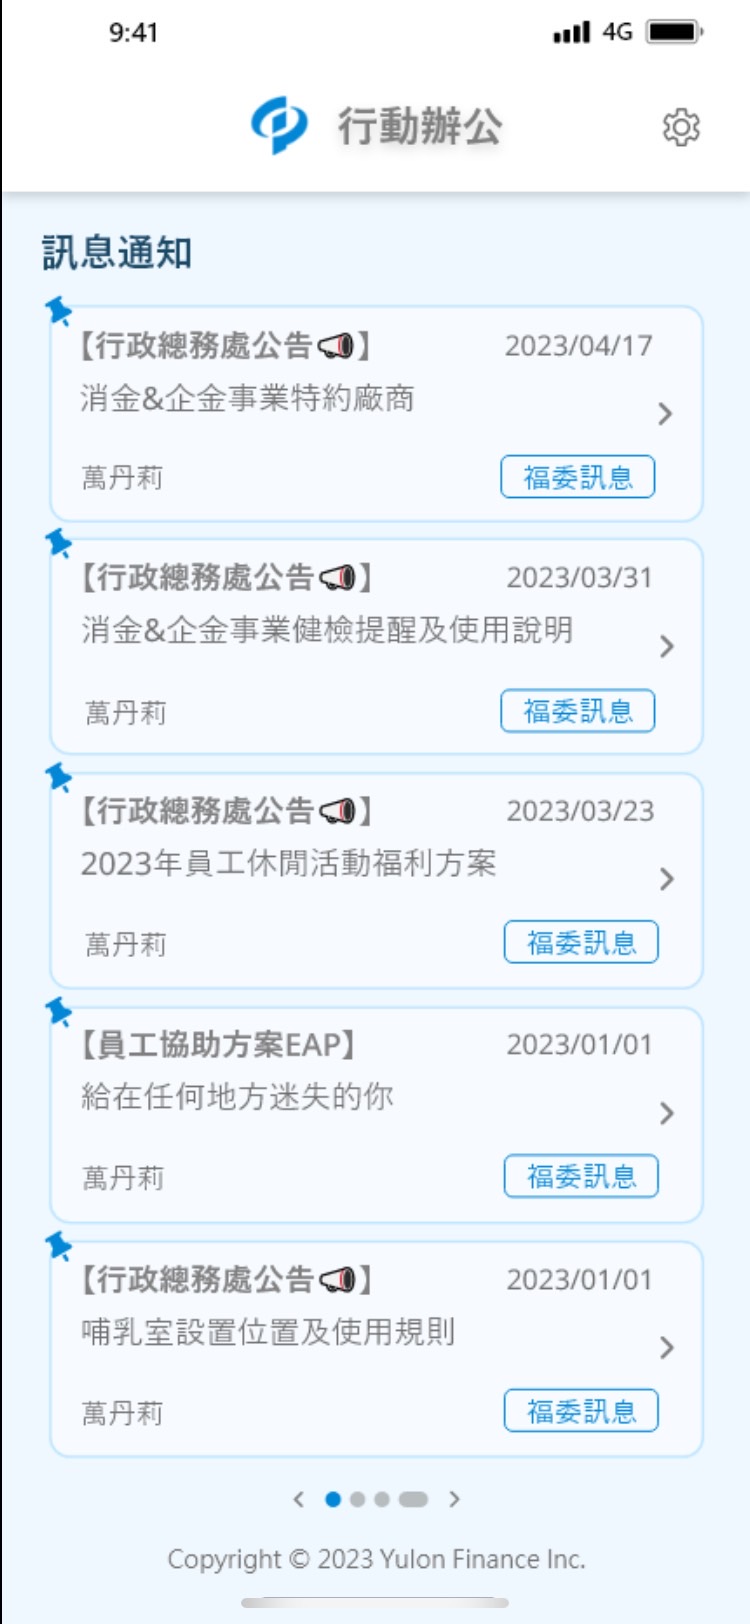 9:41
4G
行動辦公
訊息通知
【行政總務處公告📢】 2023/04/17
消金&企金事業特約廠商
萬丹莉 福委訊息
【行政總務處公告📢】 2023/03/31
消金&企金事業健檢提醒及使用說明
萬丹莉 福委訊息
【行政總務處公告📢】 2023/03/23
2023年員工休閒活動福利方案
萬丹莉 福委訊息
【員工協助方案EAP】 2023/01/01
給在任何地方迷失的你
萬丹莉 福委訊息
【行政總務處公告📢】 2023/01/01
哺乳室設置位置及使用規則
萬丹莉 福委訊息
Copyright © 2023 Yulon Finance Inc.